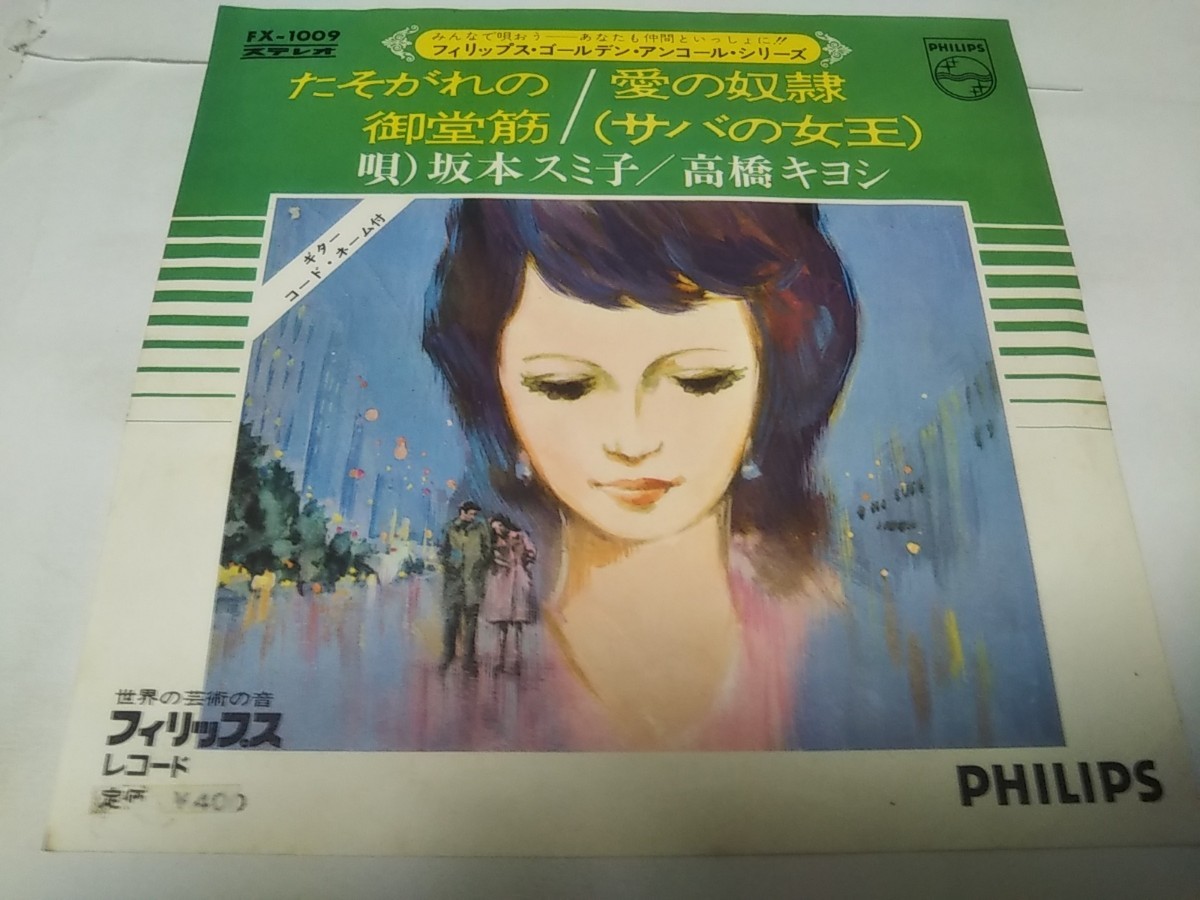 FX-1009
ステレオ
みんなで唄おう──あなたも仲間といっしょに!!
フィリップス・ゴールデン・アンコール・シリーズ
PHILIPS
たそがれの御堂筋/愛の奴隷(サバの女王)
唄)坂本スミ子/高橋キヨシ
ギター
コード・ネーム付
世界の芸術の音
フィリップス
レコード
定価 ¥400
PHILIPS